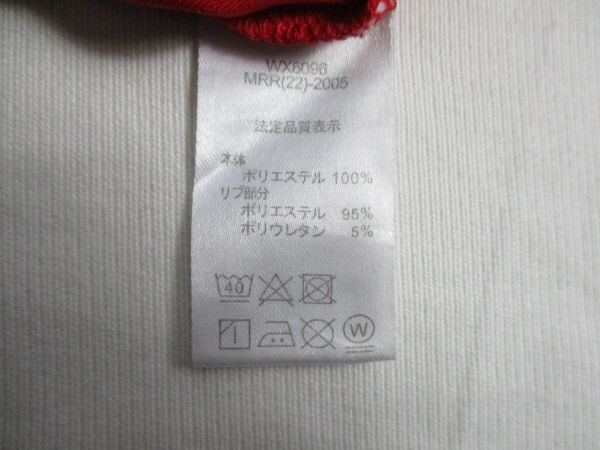 WX6096
MRR(22)-2005
法定品質表示
本体
ポリエステル 100%
リブ部分
ポリエステル 95%
ポリウレタン 5%
40
W